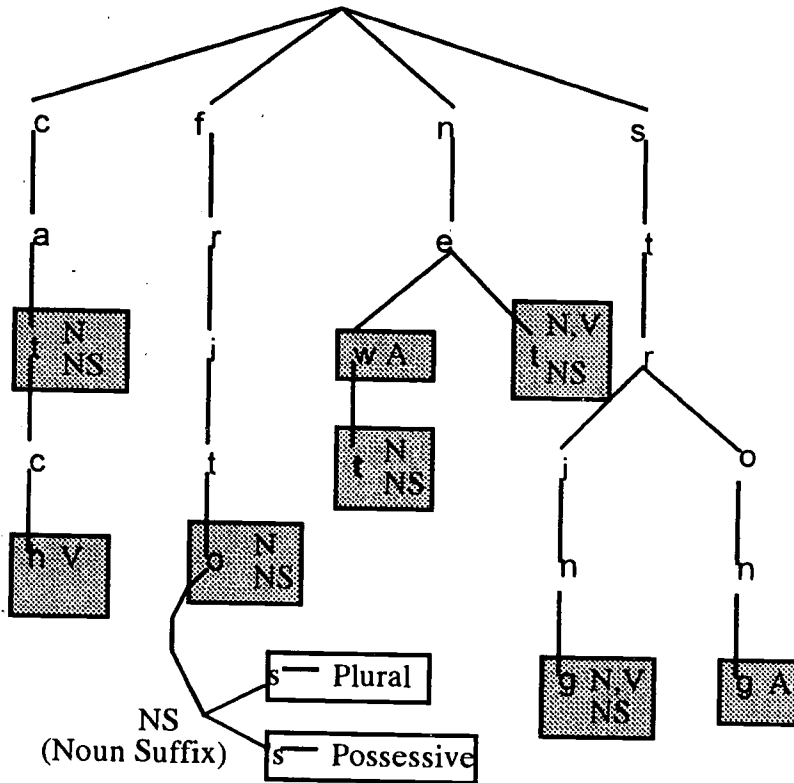 c f n s
a r e t
t N
NS
i
w A
t N,V
NS
r
c
t
t N
NS
i
o
h V
o N
NS
n
n
g N,V
NS
g A
s Plural
NS
(Noun Suffix)
s Possessive